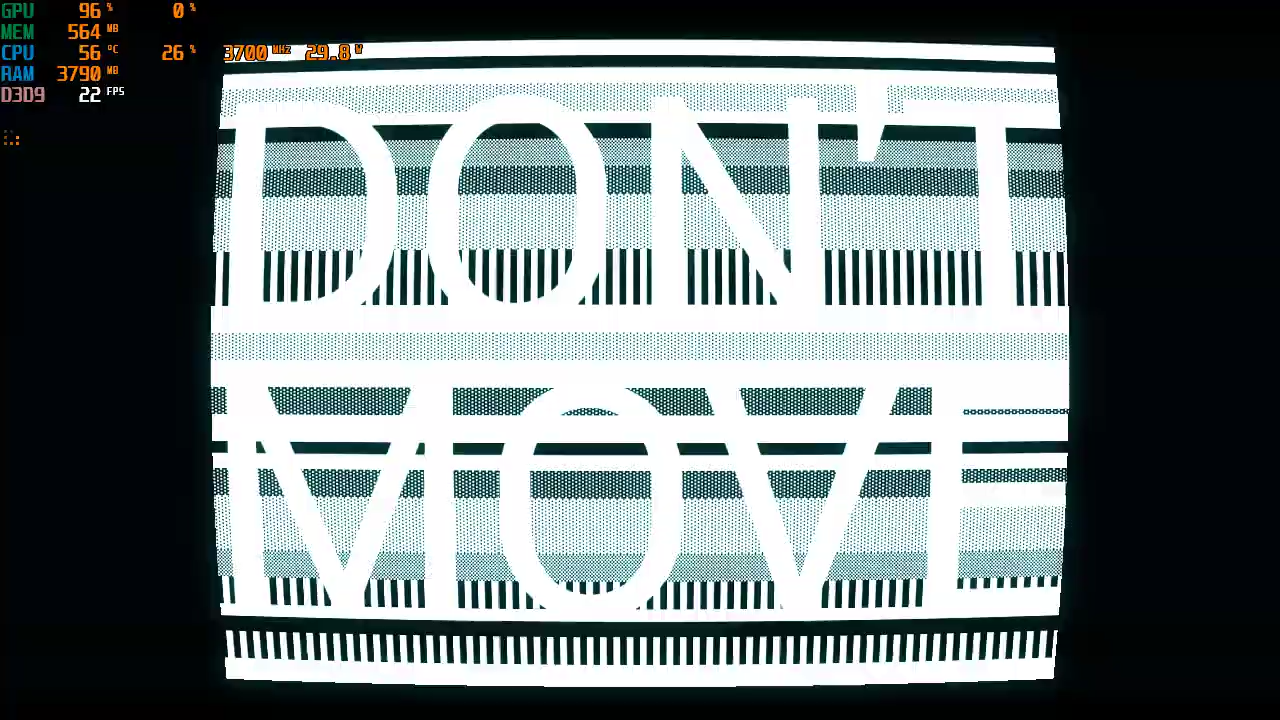 GPU 96 % 0 %
MEM 564 MB
CPU 56 °C 26 % 3700 MHZ 29.8 W
RAM 3790 MB
D3D9 22 FPS
DON'T
MOVE